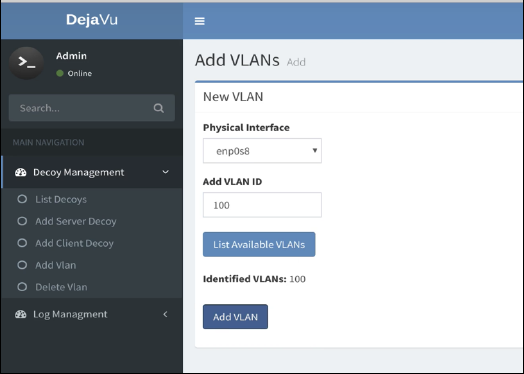 DejaVu
Admin
Online
Search...
MAIN NAVIGATION
Decoy Management
List Decoys
Add Server Decoy
Add Client Decoy
Add Vlan
Delete Vlan
Log Managment
Add VLANs Add
New VLAN
Physical Interface
enp0s8
Add VLAN ID
100
List Available VLANs
Identified VLANs: 100
Add VLAN